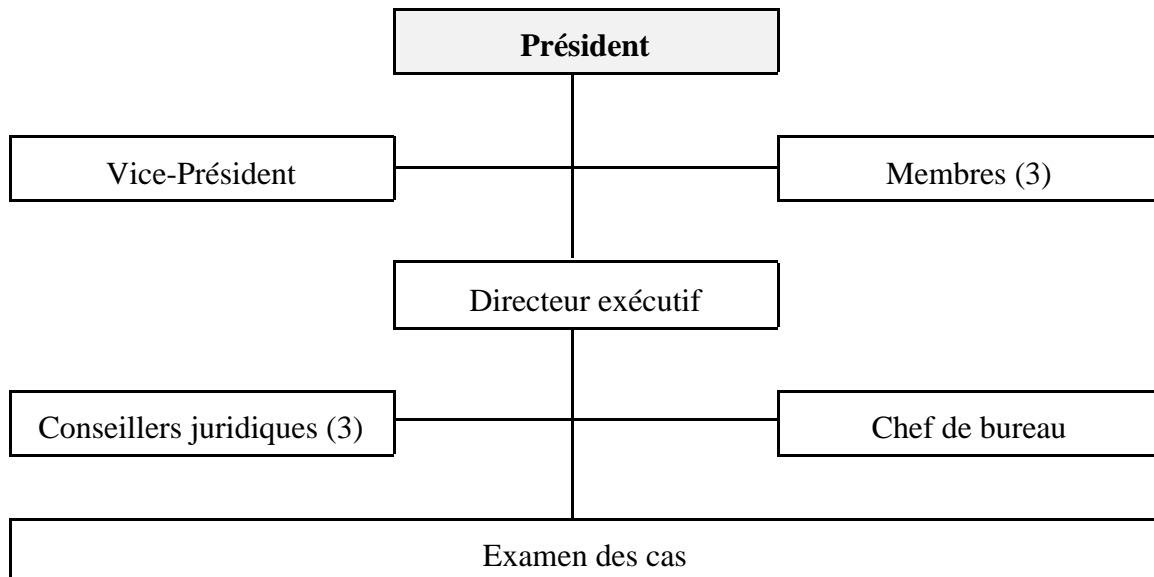 Président
Vice-Président
Membres (3)
Directeur exécutif
Conseillers juridiques (3)
Chef de bureau
Examen des cas